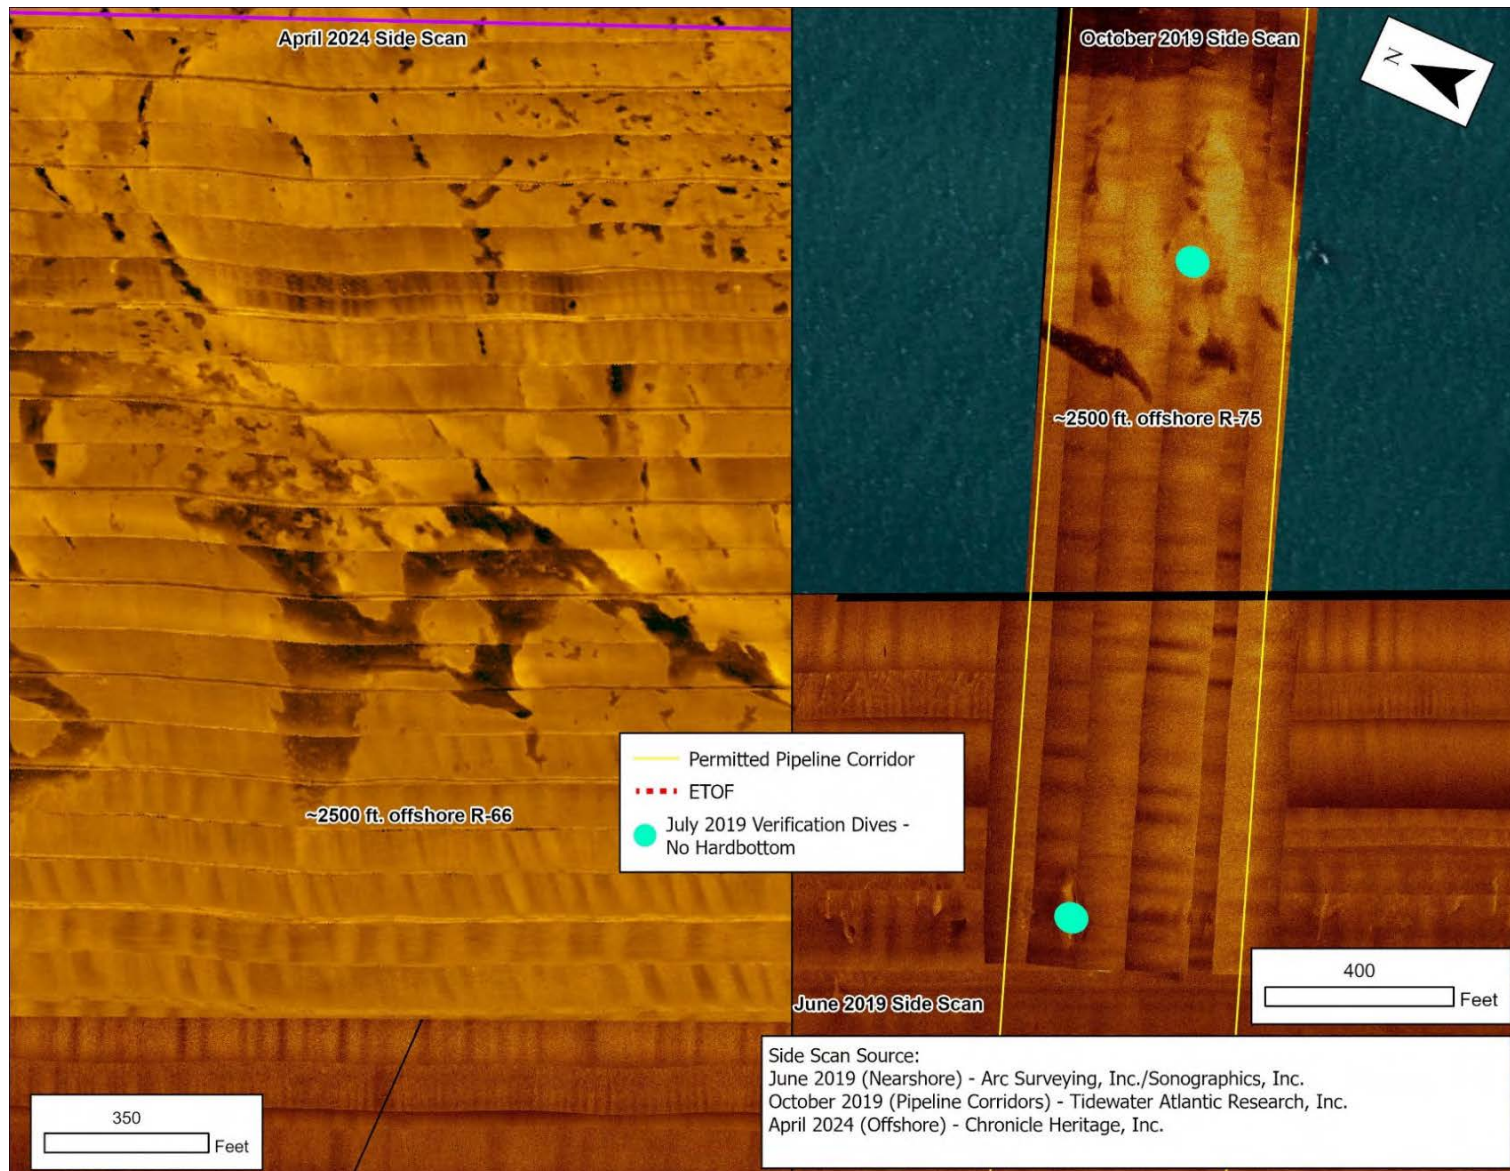 April 2024 Side Scan
October 2019 Side Scan
N
~2500 ft. offshore R-75
Permitted Pipeline Corridor
ETOF
July 2019 Verification Dives -
No Hardbottom
~2500 ft. offshore R-66
June 2019 Side Scan
400
Feet
Side Scan Source:
June 2019 (Nearshore) - Arc Surveying, Inc./Sonographics, Inc.
October 2019 (Pipeline Corridors) - Tidewater Atlantic Research, Inc.
April 2024 (Offshore) - Chronicle Heritage, Inc.
350
Feet